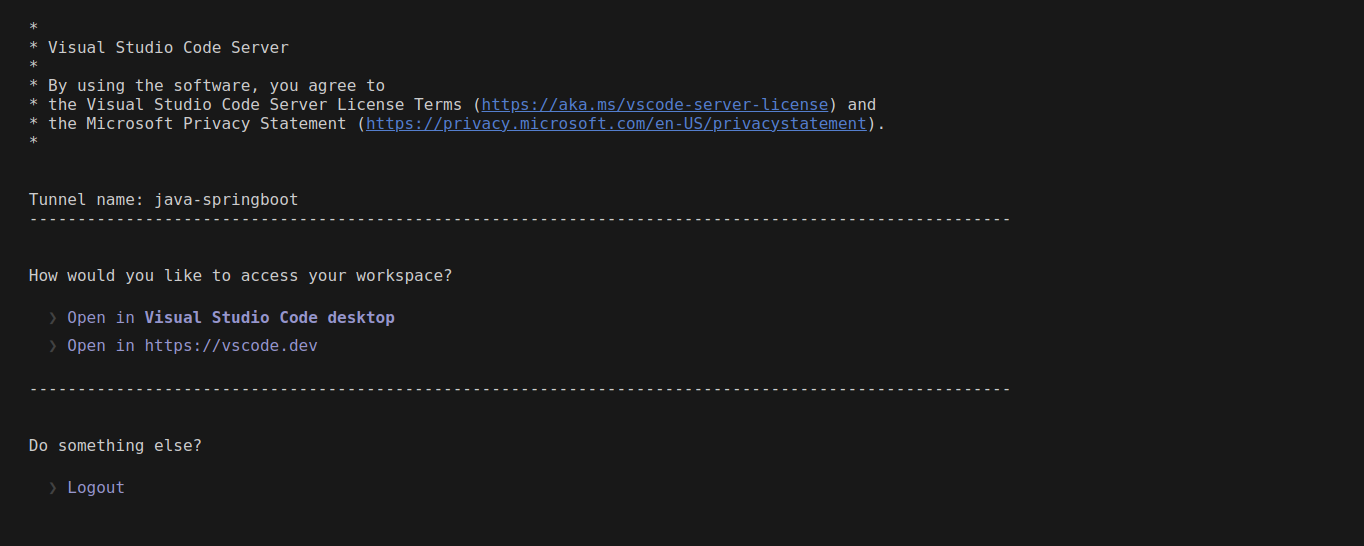 *
* Visual Studio Code Server
*
* By using the software, you agree to
* the Visual Studio Code Server License Terms (https://aka.ms/vscode-server-license) and
* the Microsoft Privacy Statement (https://privacy.microsoft.com/en-US/privacystatement).
*
Tunnel name: java-springboot
------------------------------------------------------------------------------------------------------
How would you like to access your workspace?
❯ Open in Visual Studio Code desktop
❯ Open in https://vscode.dev
------------------------------------------------------------------------------------------------------
Do something else?
❯ Logout